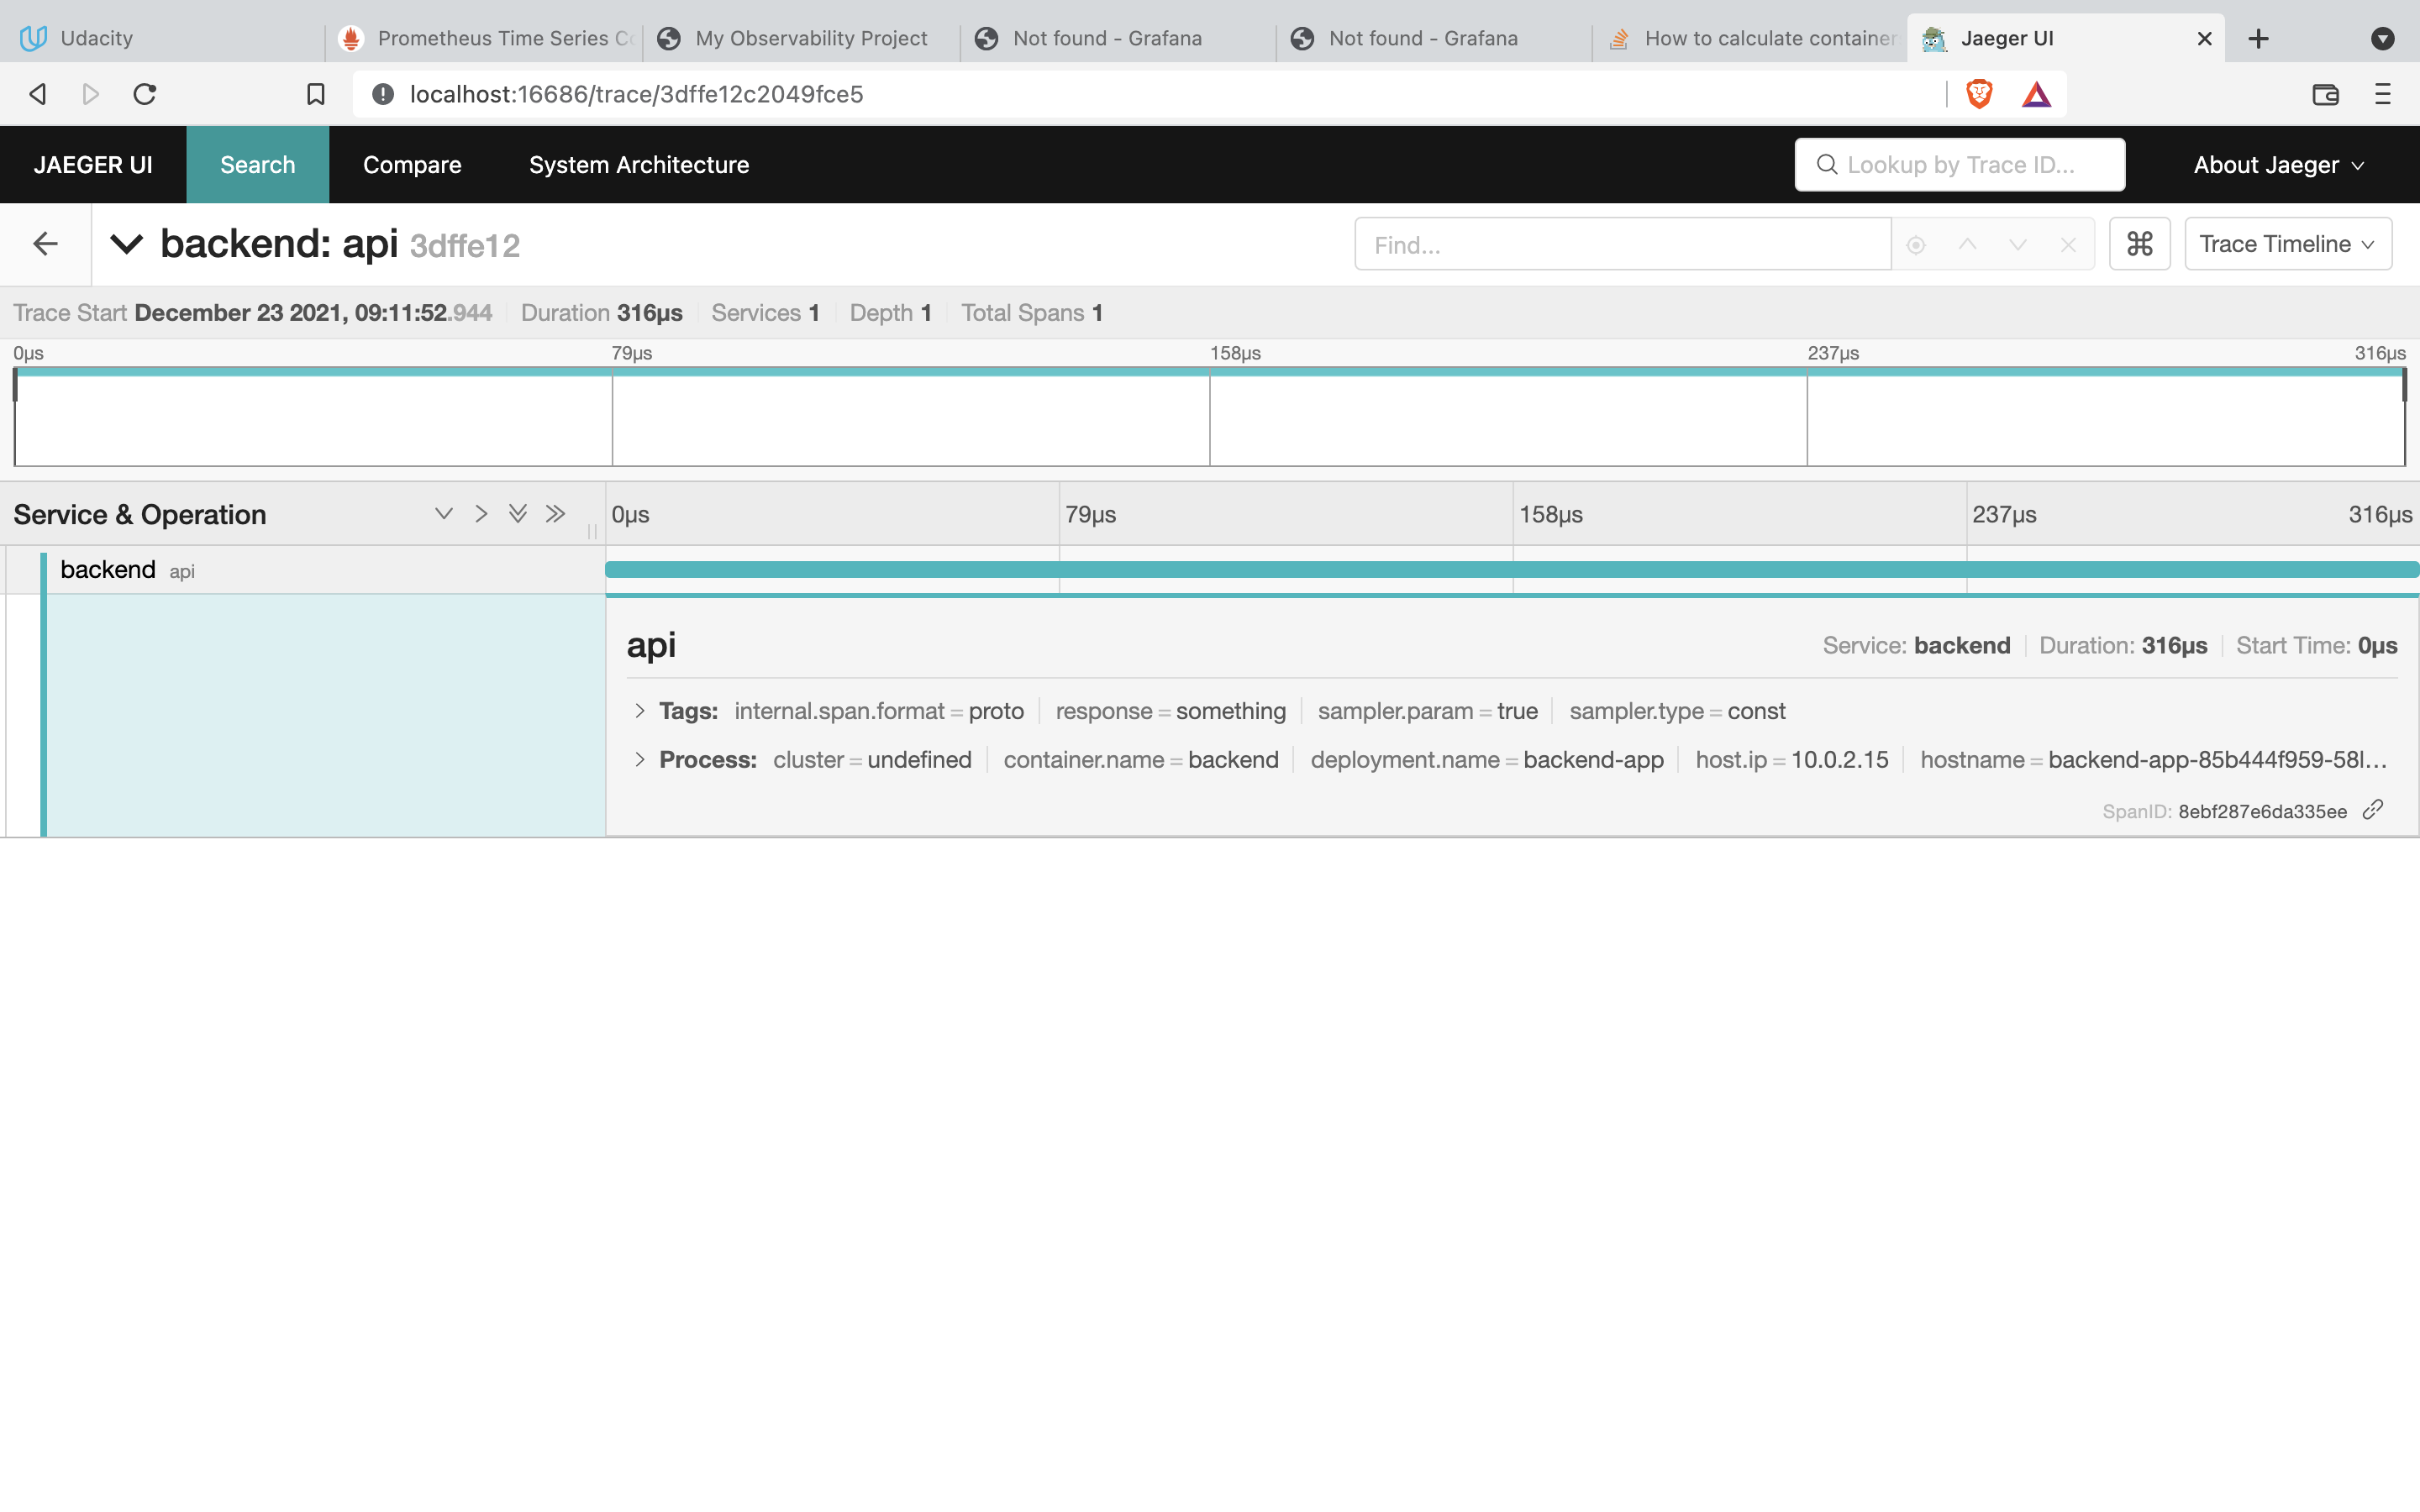 Udacity Prometheus Time Series Co My Observability Project Not found - Grafana Not found - Grafana How to calculate container Jaeger UI
localhost:16686/trace/3dffe12c2049fce5
JAEGER UI Search Compare System Architecture Lookup by Trace ID... About Jaeger
backend: api 3dffe12 Find... Trace Timeline
Trace Start December 23 2021, 09:11:52.944 Duration 316μs Services 1 Depth 1 Total Spans 1
0μs 79μs 158μs 237μs 316μs
Service & Operation 0μs 79μs 158μs 237μs 316μs
backend api
api Service: backend Duration: 316μs Start Time: 0μs
Tags: internal.span.format = proto response = something sampler.param = true sampler.type = const
Process: cluster = undefined container.name = backend deployment.name = backend-app host.ip = 10.0.2.15 hostname = backend-app-85b444f959-58l...
SpanID: 8ebf287e6da335ee